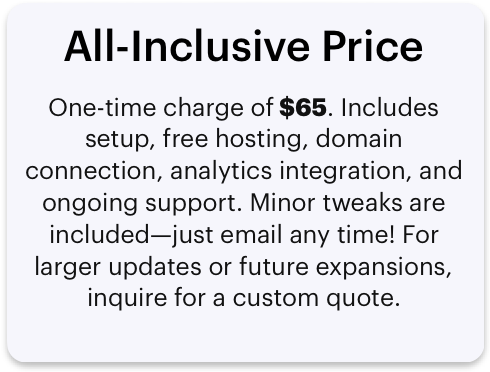 All-Inclusive Price
One-time charge of $65. Includes
setup, free hosting, domain
connection, analytics integration, and
ongoing support. Minor tweaks are
included—just email any time! For
larger updates or future expansions,
inquire for a custom quote.